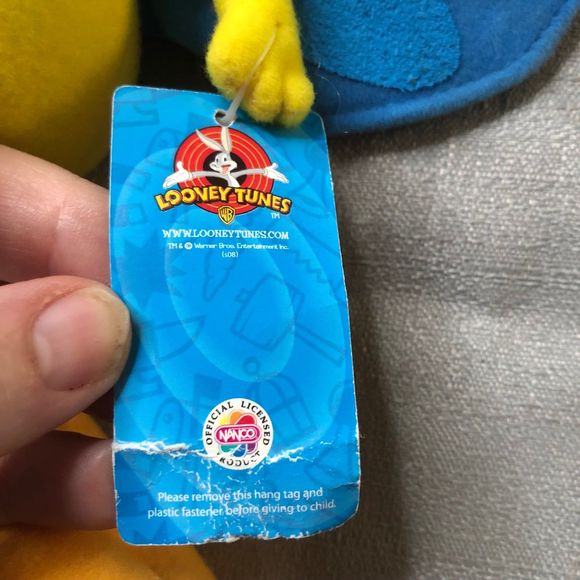 LOONEY TUNES
WB
TM
WWW.LOONEYTUNES.COM
TM & © Warner Bros. Entertainment Inc.
(s08)
OFFICIAL LICENSED
NANCO
PRODUCT
Please remove this hang tag and
plastic fastener before giving to child.